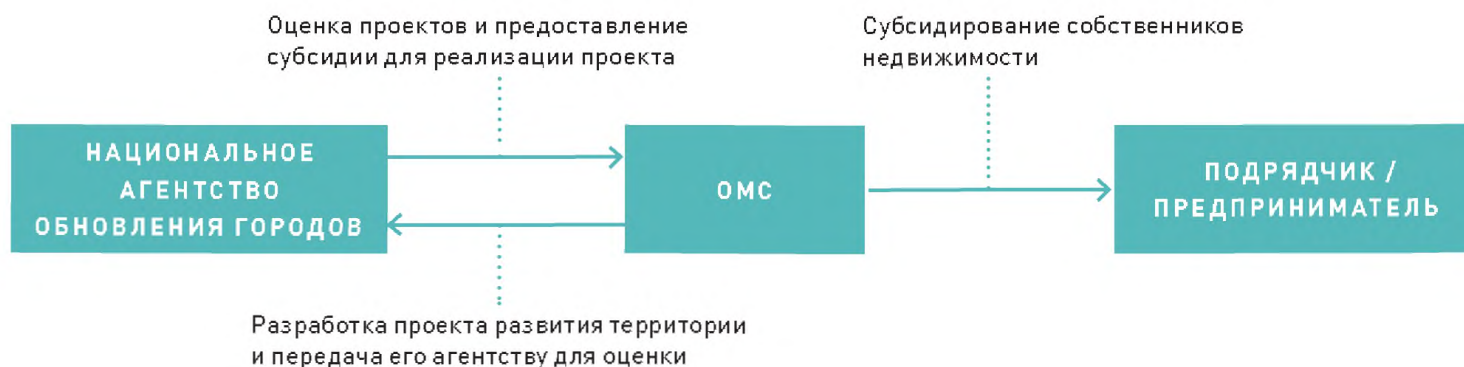 Оценка проектов и предоставление
субсидии для реализации проекта
Субсидирование собственников
недвижимости
НАЦИОНАЛЬНОЕ
АГЕНТСТВО
ОБНОВЛЕНИЯ ГОРОДОВ
ОМС
ПОДРЯДЧИК /
ПРЕДПРИНИМАТЕЛЬ
Разработка проекта развития территории
и передача его агентству для оценки